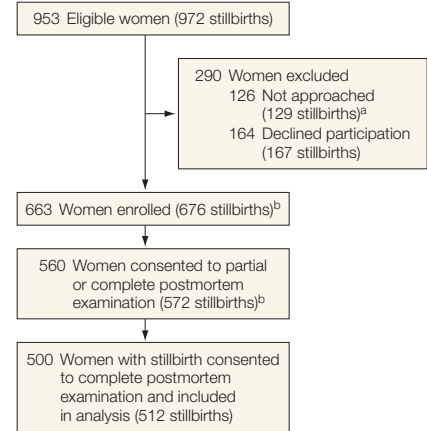 953 Eligible women (972 stillbirths)
290 Women excluded
126 Not approached
(129 stillbirths)a
164 Declined participation
(167 stillbirths)
663 Women enrolled (676 stillbirths)b
560 Women consented to partial
or complete postmortem
examination (572 stillbirths)b
500 Women with stillbirth consented
to complete postmortem
examination and included
in analysis (512 stillbirths)